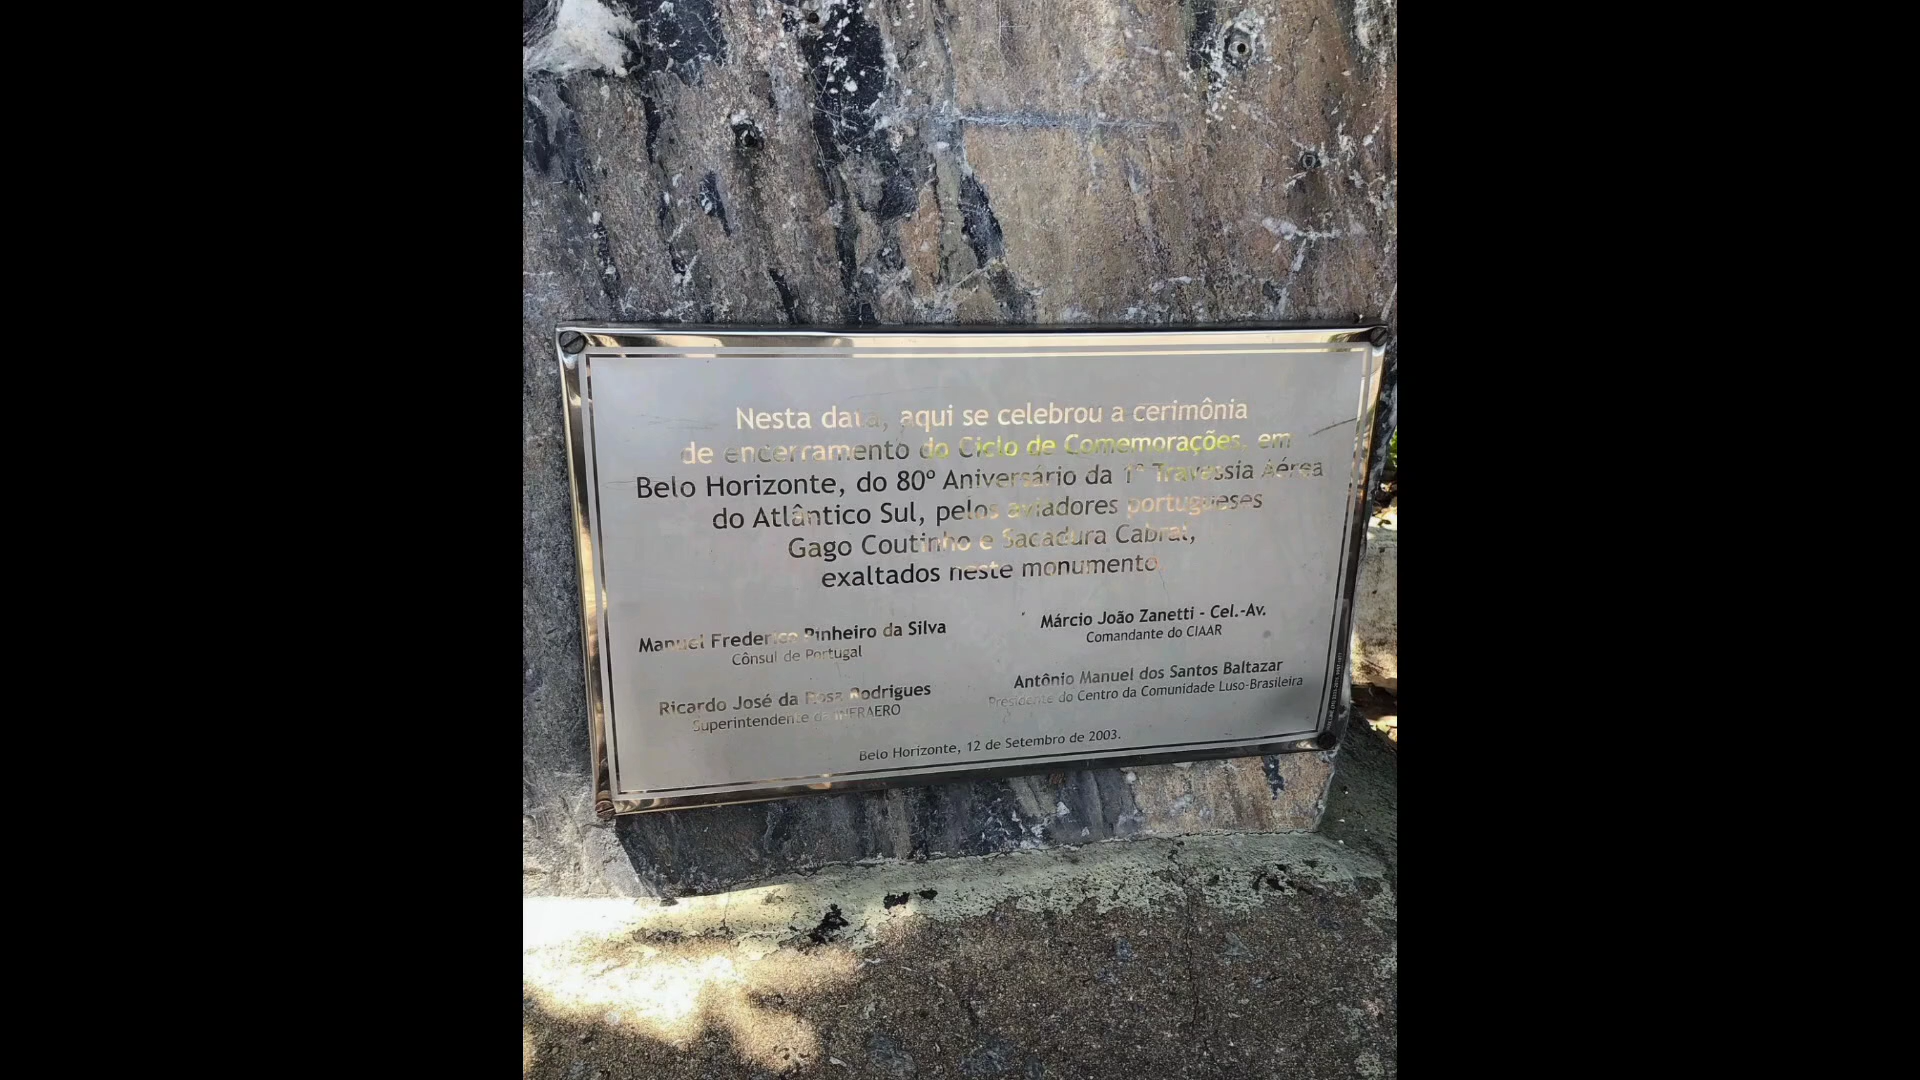 Nesta data, aqui se celebrou a cerimônia
de encerramento do Ciclo de Comemorações, em
Belo Horizonte, do 80º Aniversário da 1ª Travessia Aérea
do Atlântico Sul, pelos aviadores portugueses
Gago Coutinho e Sacadura Cabral,
exaltados neste monumento.
Manuel Frederico Pinheiro da Silva
Cônsul de Portugal
Márcio João Zanetti - Cel.-Av.
Comandante do CIAAR
Ricardo José da Rosa Rodrigues
Superintendente da INFRAERO
Antônio Manuel dos Santos Baltazar
Presidente do Centro da Comunidade Luso-Brasileira
Belo Horizonte, 12 de Setembro de 2003.